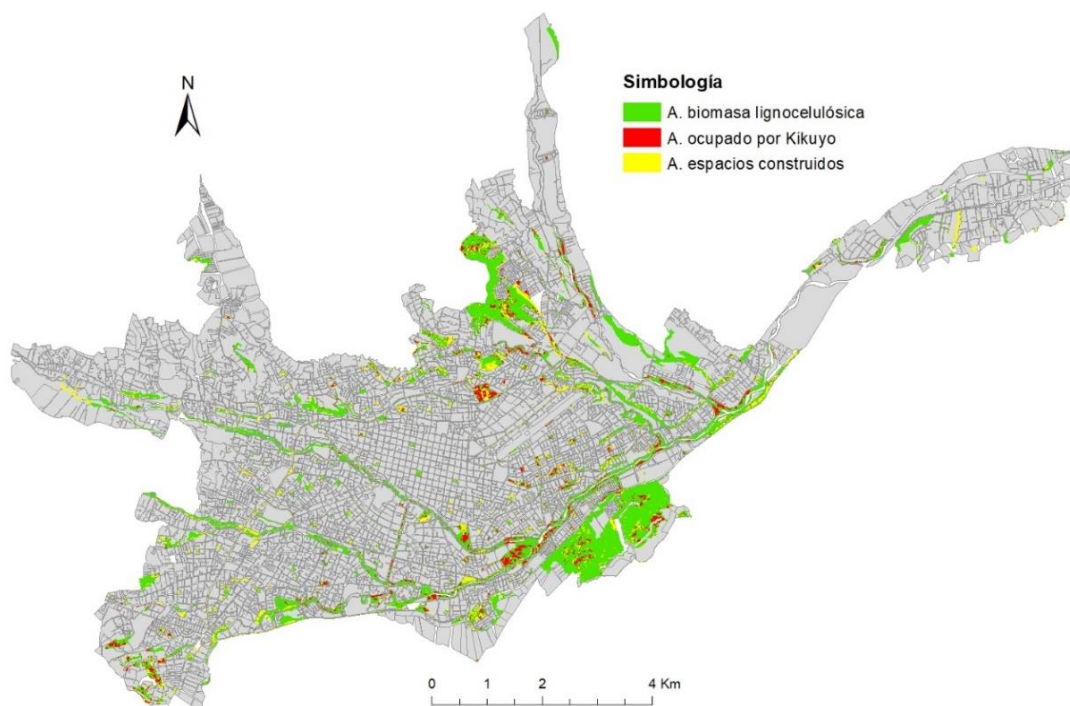 N
Simbología
A. biomasa lignocelulósica
A. ocupado por Kikuyo
A. espacios construidos
0 1 2 4 Km